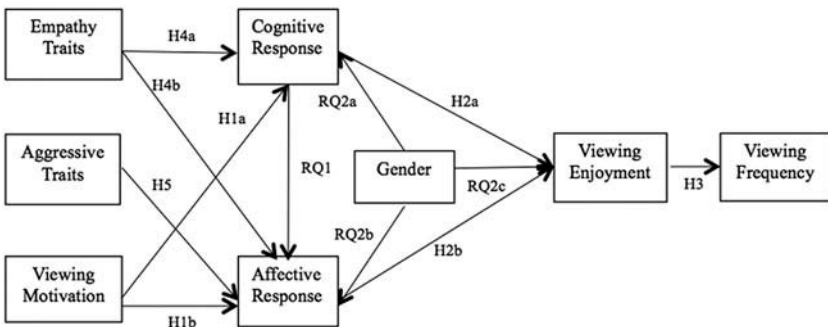 Empathy
Traits
H4a
Cognitive
Response
H4b
H1a
RQ2a
H2a
Aggressive
Traits
H5
RQ1
Gender
RQ2c
Viewing
Enjoyment
H3
Viewing
Frequency
RQ2b
H2b
Viewing
Motivation
H1b
Affective
Response